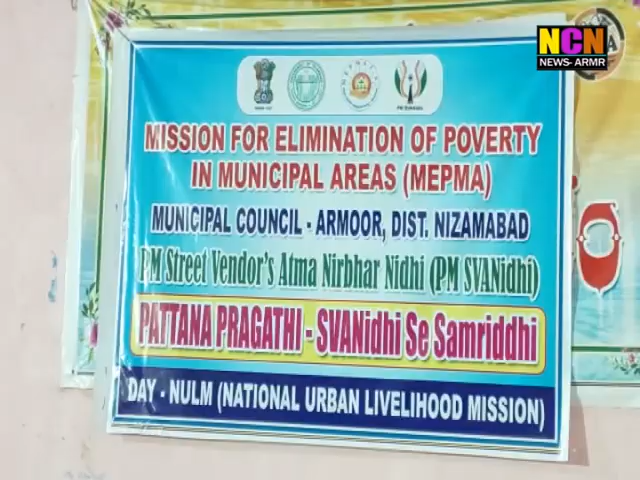 NCN
NEWS- ARMR
MISSION FOR ELIMINATION OF POVERTY
IN MUNICIPAL AREAS (MEPMA)
MUNICIPAL COUNCIL - ARMOOR, DIST. NIZAMABAD
PM Street Vendor's Atma Nirbhar Nidhi (PM SVANidhi)
PATTANA PRAGATHI - SVANidhi Se Samriddhi
DAY - NULM (NATIONAL URBAN LIVELIHOOD MISSION)